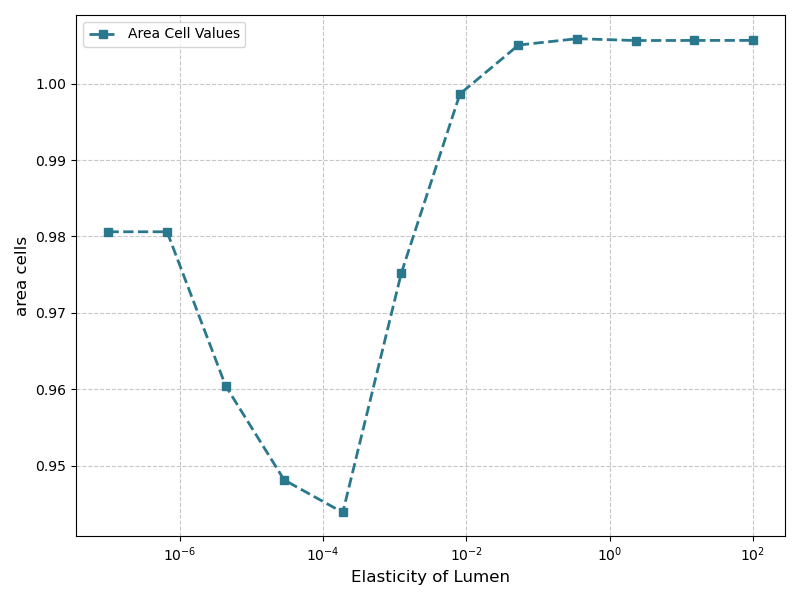 Area Cell Values
1.00
0.99
0.98
0.97
0.96
0.95
area cells
10⁻⁶ 10⁻⁴ 10⁻² 10⁰ 10²
Elasticity of Lumen